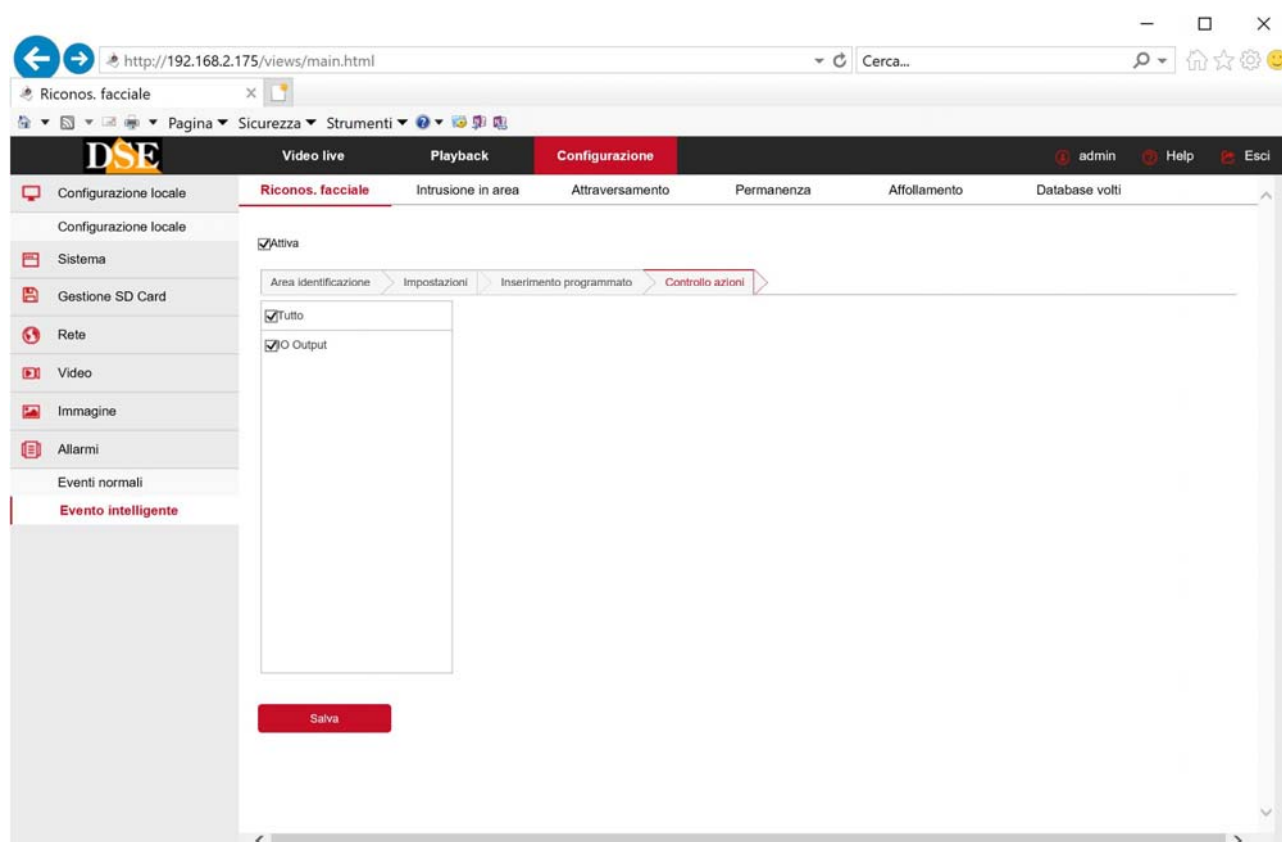 http://192.168.2.175/views/main.html
Cerca...
Riconos. facciale
Pagina Sicurezza Strumenti
DSE Video live Playback Configurazione admin Help Esci
Configurazione locale
Riconos. facciale Intrusione in area Attraversamento Permanenza Affollamento Database volti
Configurazione locale
Attiva
Sistema
Area identificazione Impostazioni Inserimento programmato Controllo azioni
Gestione SD Card
Tutto
Rete
IO Output
Video
Immagine
Allarmi
Eventi normali
Evento intelligente
Salva